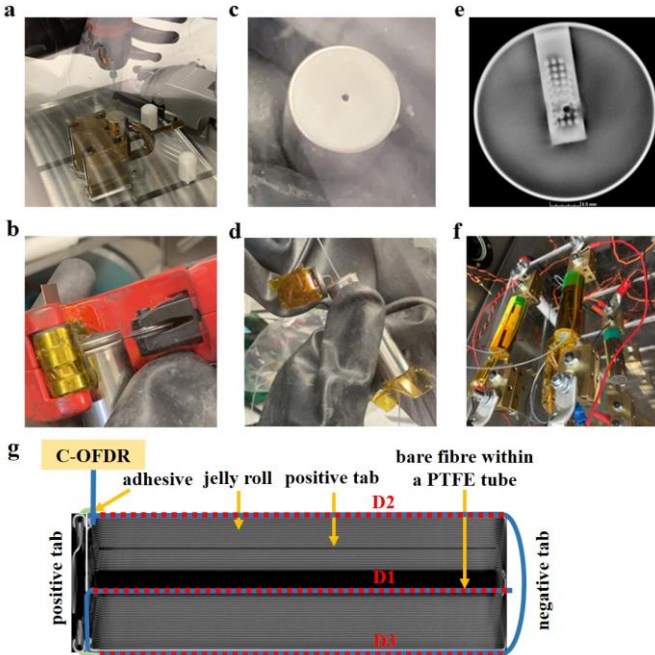 a
c
e
b
d
f
g
C-OFDR
adhesive
jelly roll
positive tab
bare fibre within
a PTFE tube
D2
positive tab
D1
negative tab
D3